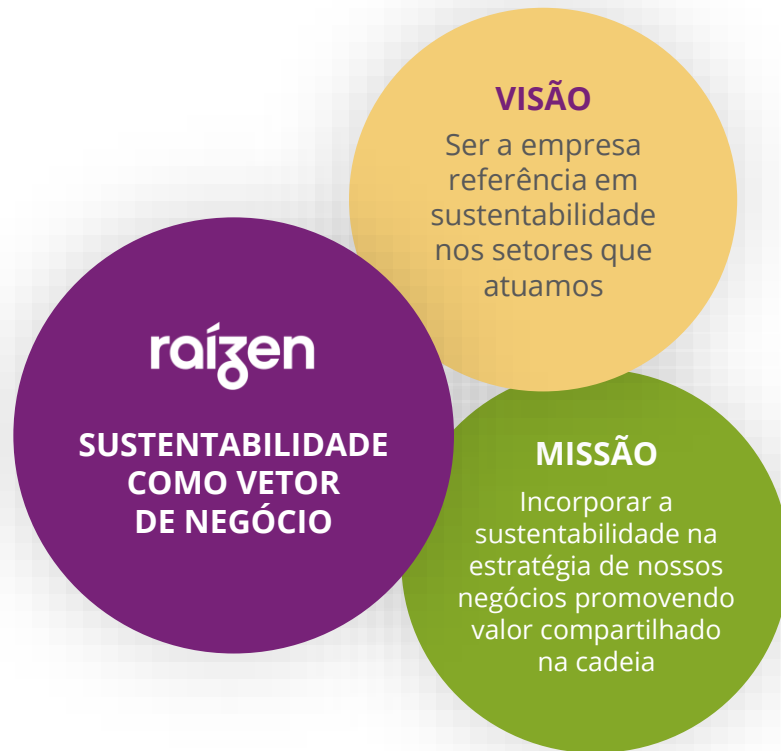 VISÃO
Ser a empresa
referência em
sustentabilidade
nos setores que
atuamos
raízen
SUSTENTABILIDADE
COMO VETOR
DE NEGÓCIO
MISSÃO
Incorporar a
sustentabilidade na
estratégia de nossos
negócios promovendo
valor compartilhado
na cadeia